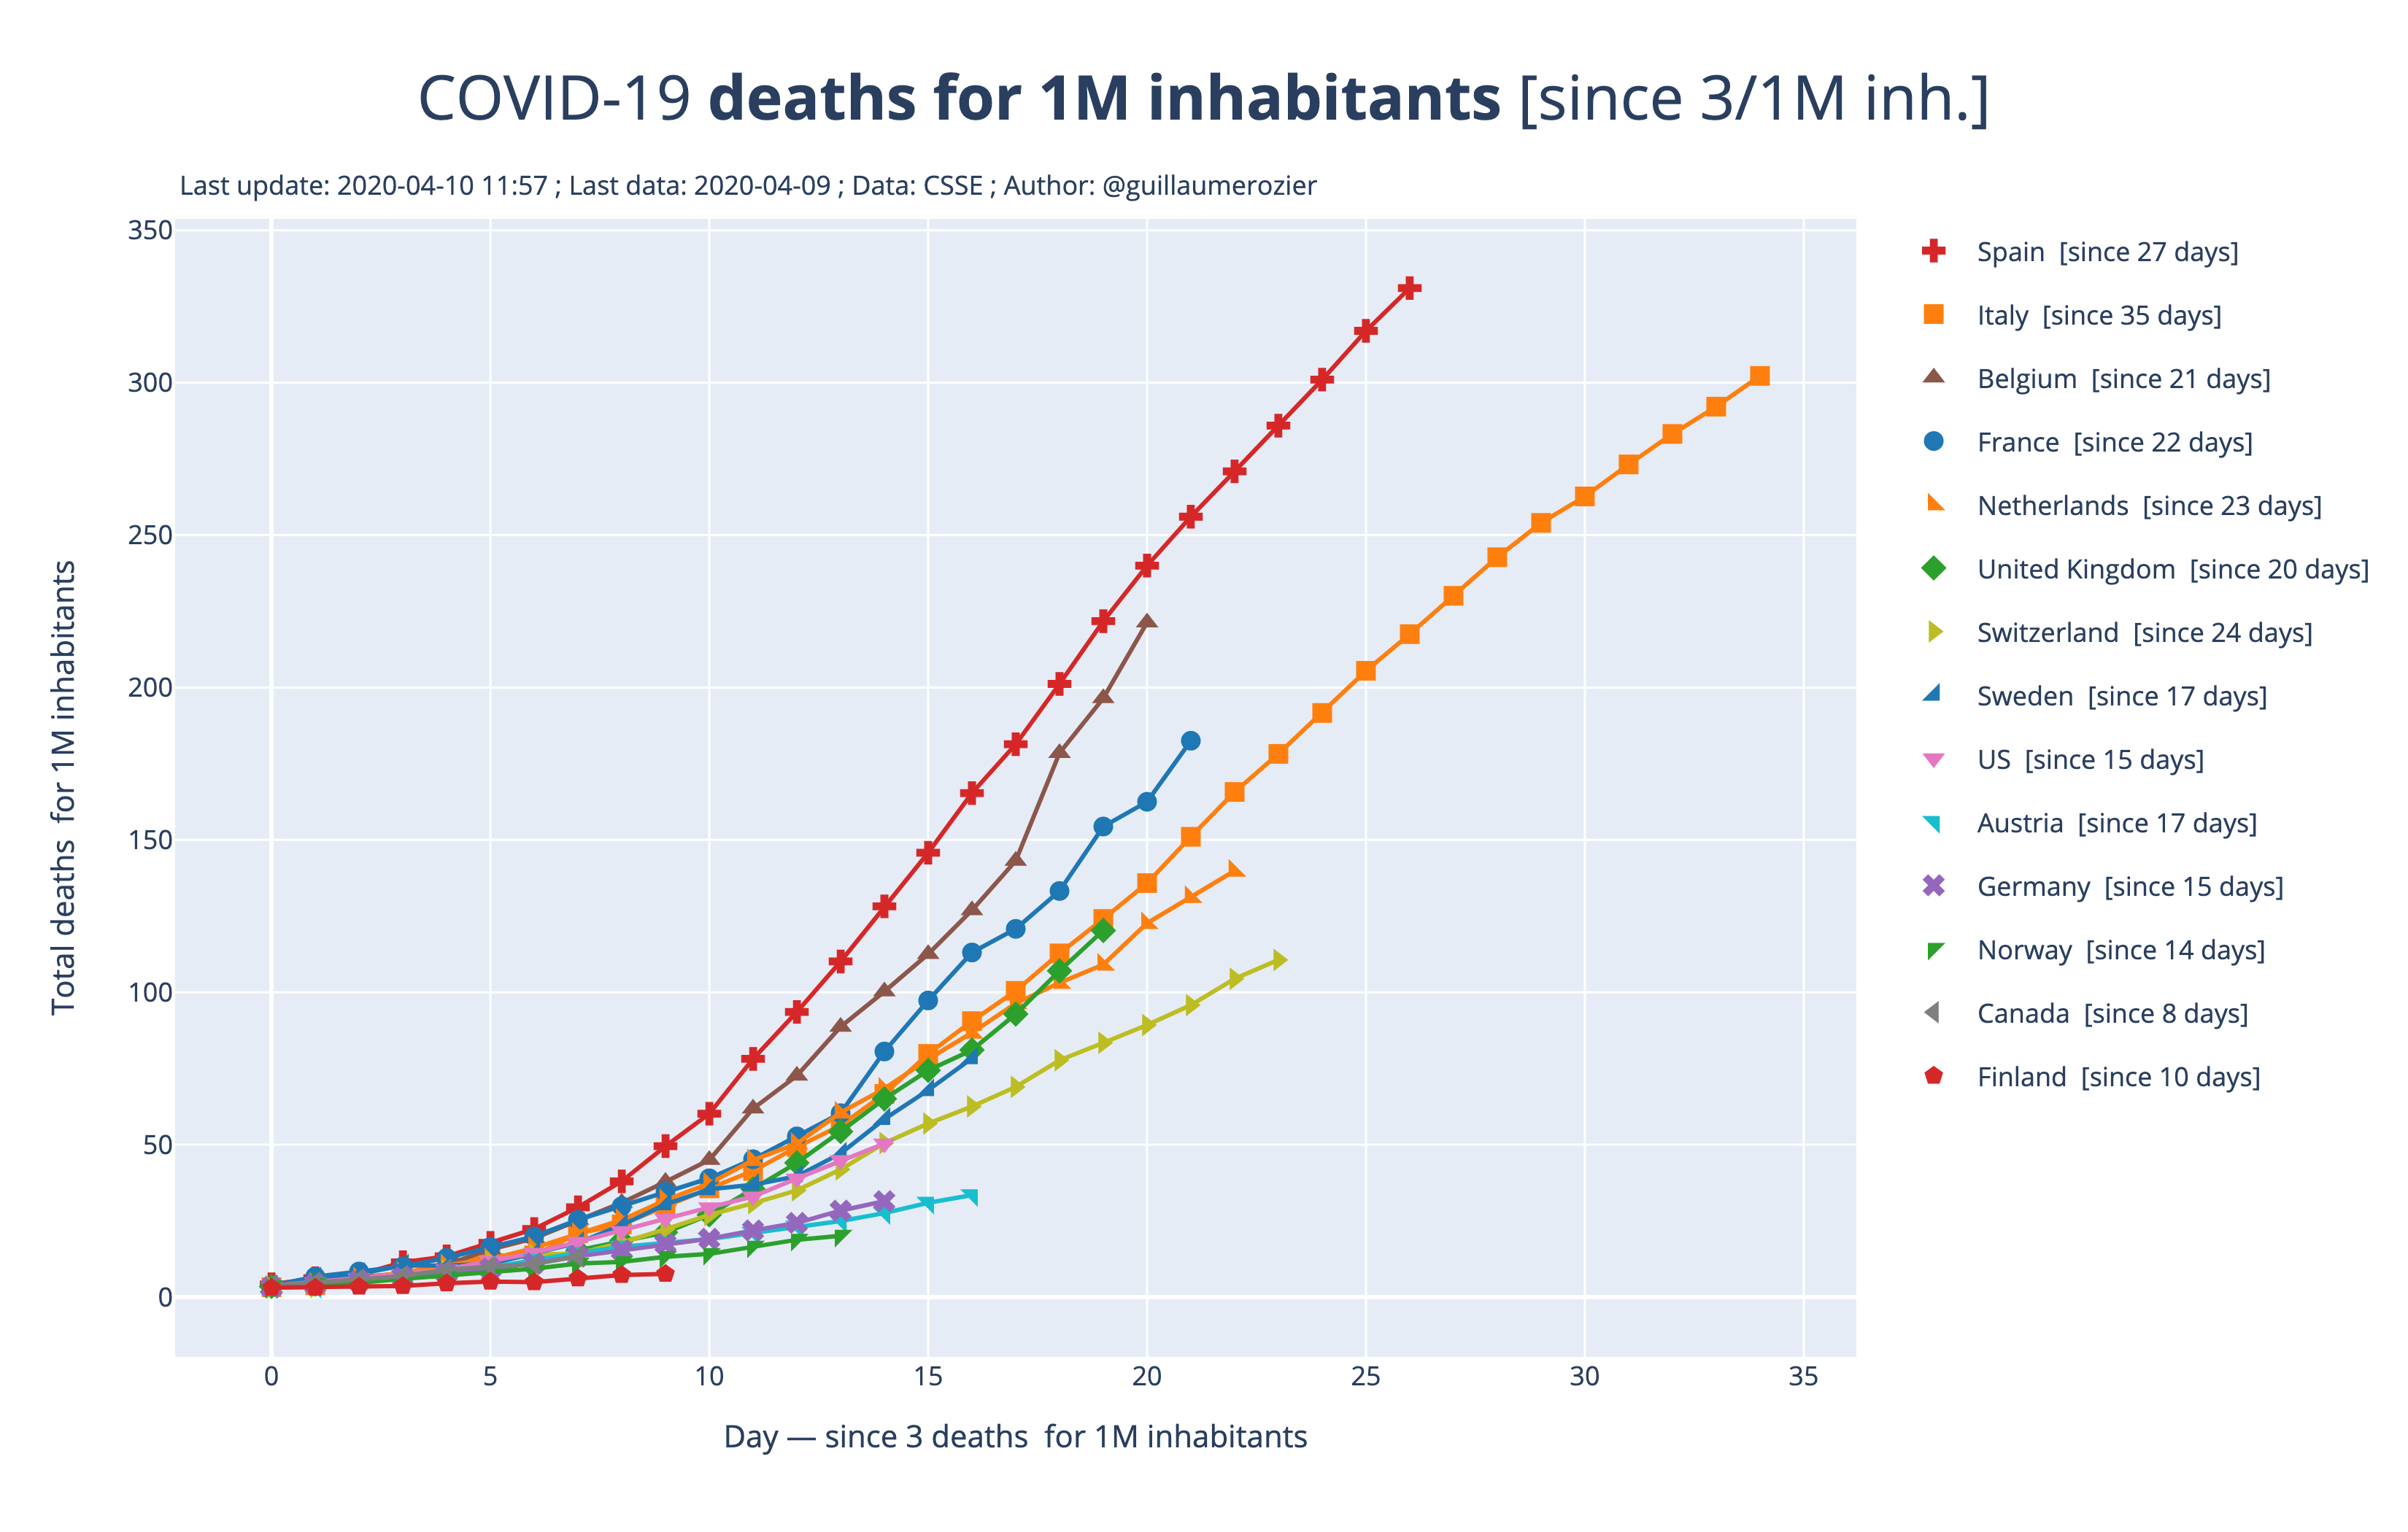 COVID-19 deaths for 1M inhabitants [since 3/1M inh.]
Last update: 2020-04-10 11:57 ; Last data: 2020-04-09 ; Data: CSSE ; Author: @guillaumerozier
350
300
250
200
150
100
50
0
Total deaths for 1M inhabitants
0 5 10 15 20 25 30 35
Day — since 3 deaths for 1M inhabitants
Spain [since 27 days]
Italy [since 35 days]
Belgium [since 21 days]
France [since 22 days]
Netherlands [since 23 days]
United Kingdom [since 20 days]
Switzerland [since 24 days]
Sweden [since 17 days]
US [since 15 days]
Austria [since 17 days]
Germany [since 15 days]
Norway [since 14 days]
Canada [since 8 days]
Finland [since 10 days]